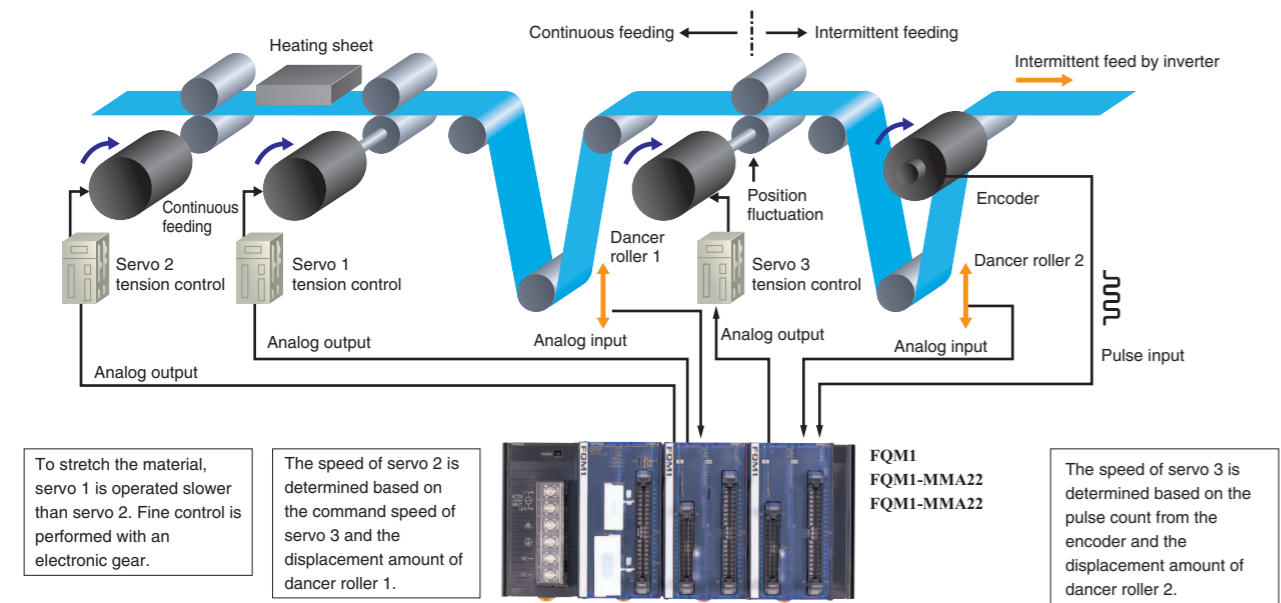 Continuous feeding
Intermittent feeding
Heating sheet
Intermittent feed by inverter
Continuous
feeding
Position
fluctuation
Encoder
Servo 2
tension control
Servo 1
tension control
Dancer
roller 1
Servo 3
tension control
Dancer roller 2
Analog output
Analog output
Analog input
Analog output
Analog input
Pulse input
To stretch the material,
servo 1 is operated slower
than servo 2. Fine control is
performed with an
electronic gear.
The speed of servo 2 is
determined based on
the command speed of
servo 3 and the
displacement amount of
dancer roller 1.
FQM1
FQM1
FQM1
FQM1
FQM1-MMA22
FQM1-MMA22
The speed of servo 3 is
determined based on the
pulse count from the
encoder and the
displacement amount of
dancer roller 2.